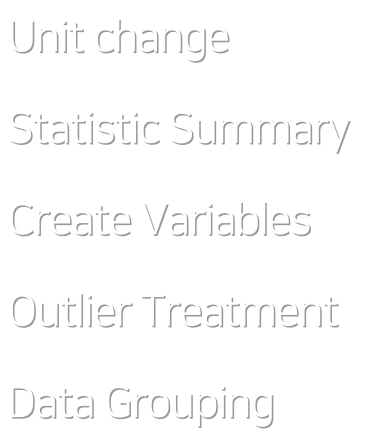 Unit change
Statistic Summary
Create Variables
Outlier Treatment
Data Grouping